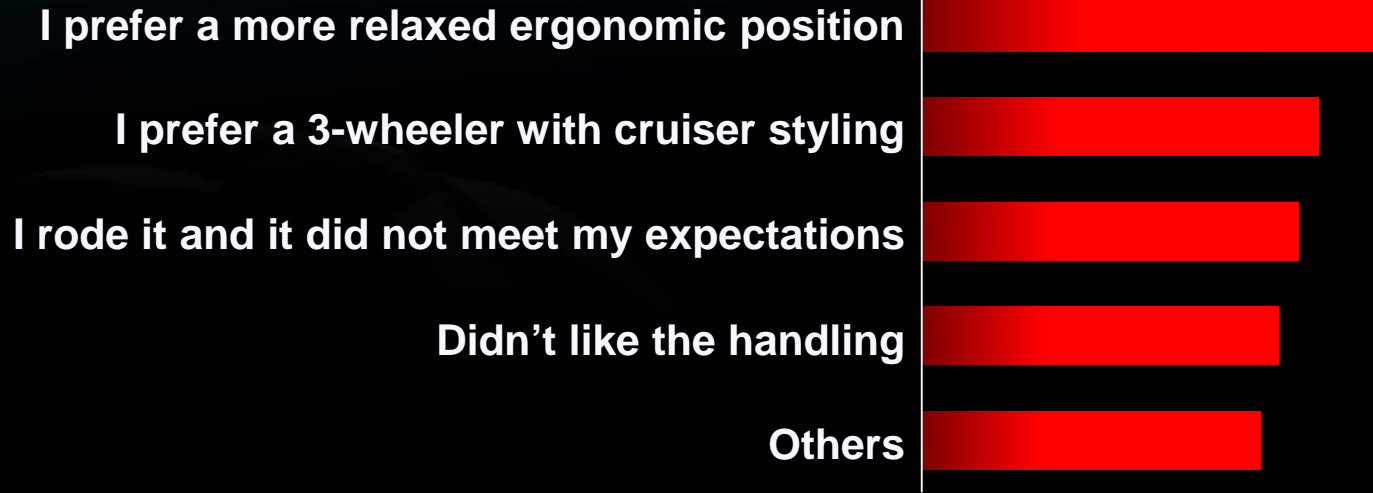 I prefer a more relaxed ergonomic position
I prefer a 3-wheeler with cruiser styling
I rode it and it did not meet my expectations
Didn’t like the handling
Others